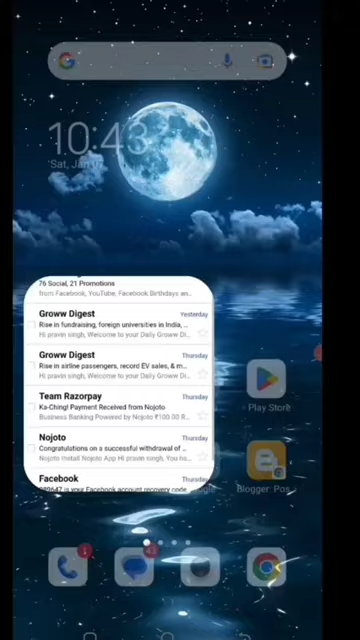 10:43
Sat, Jan 0
76 Social, 21 Promotions
from Facebook, YouTube, Facebook Birthdays an...
Groww Digest Yesterday
Rise in fundraising, foreign universities in India, ...
Hi pravin singh, Welcome to your Daily Groww Di...
Groww Digest Thursday
Rise in airline passengers, record EV sales, & m...
Hi pravin singh, Welcome to your Daily Groww Di...
Team Razorpay Thursday
Ka-Ching! Payment Received from Nojoto
Business Banking Powered by Nojoto ₹100.00 R...
Nojoto Thursday
Congratulations on a successful withdrawal of ...
Nojoto Install Nojoto App Hi pravin singh, You ha...
Facebook Thursday
is your Facebook account recovery code
Play Store
Blogger: Pos
1